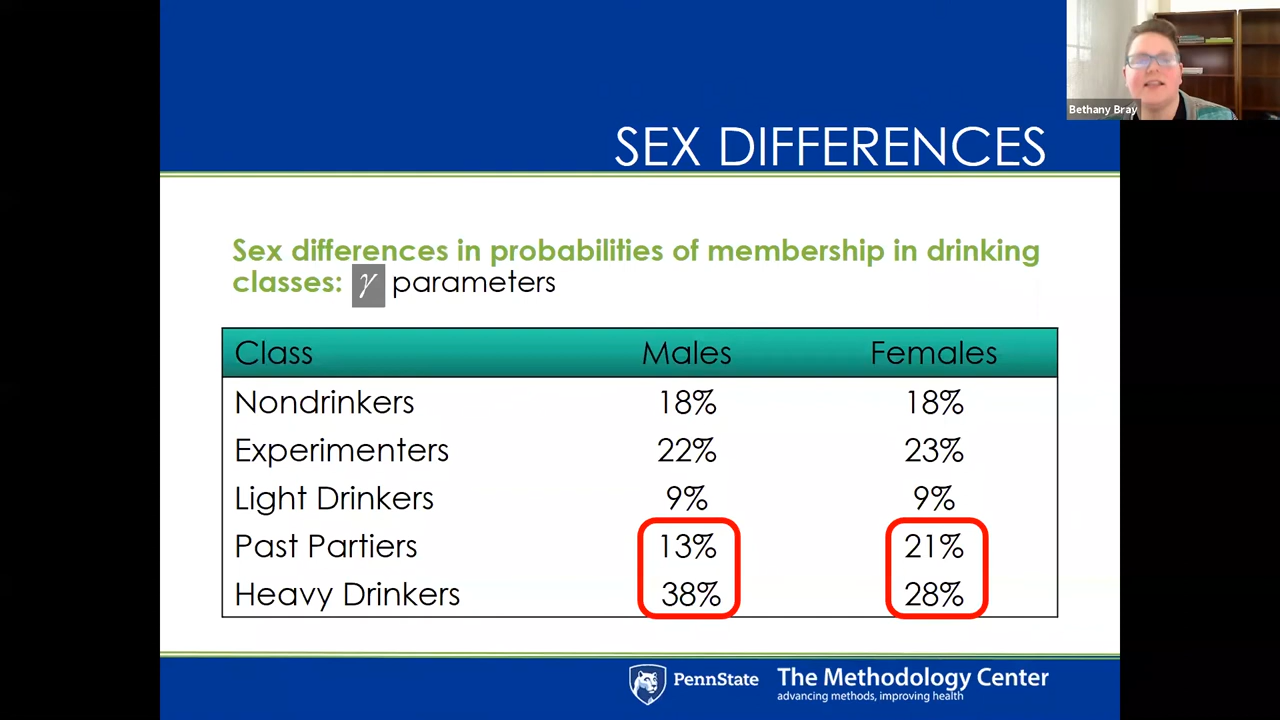 Bethany Bray
SEX DIFFERENCES
Sex differences in probabilities of membership in drinking
classes: γ parameters
Class Males Females
Nondrinkers 18% 18%
Experimenters 22% 23%
Light Drinkers 9% 9%
Past Partiers 13% 21%
Heavy Drinkers 38% 28%
PennState The Methodology Center
advancing methods, improving health